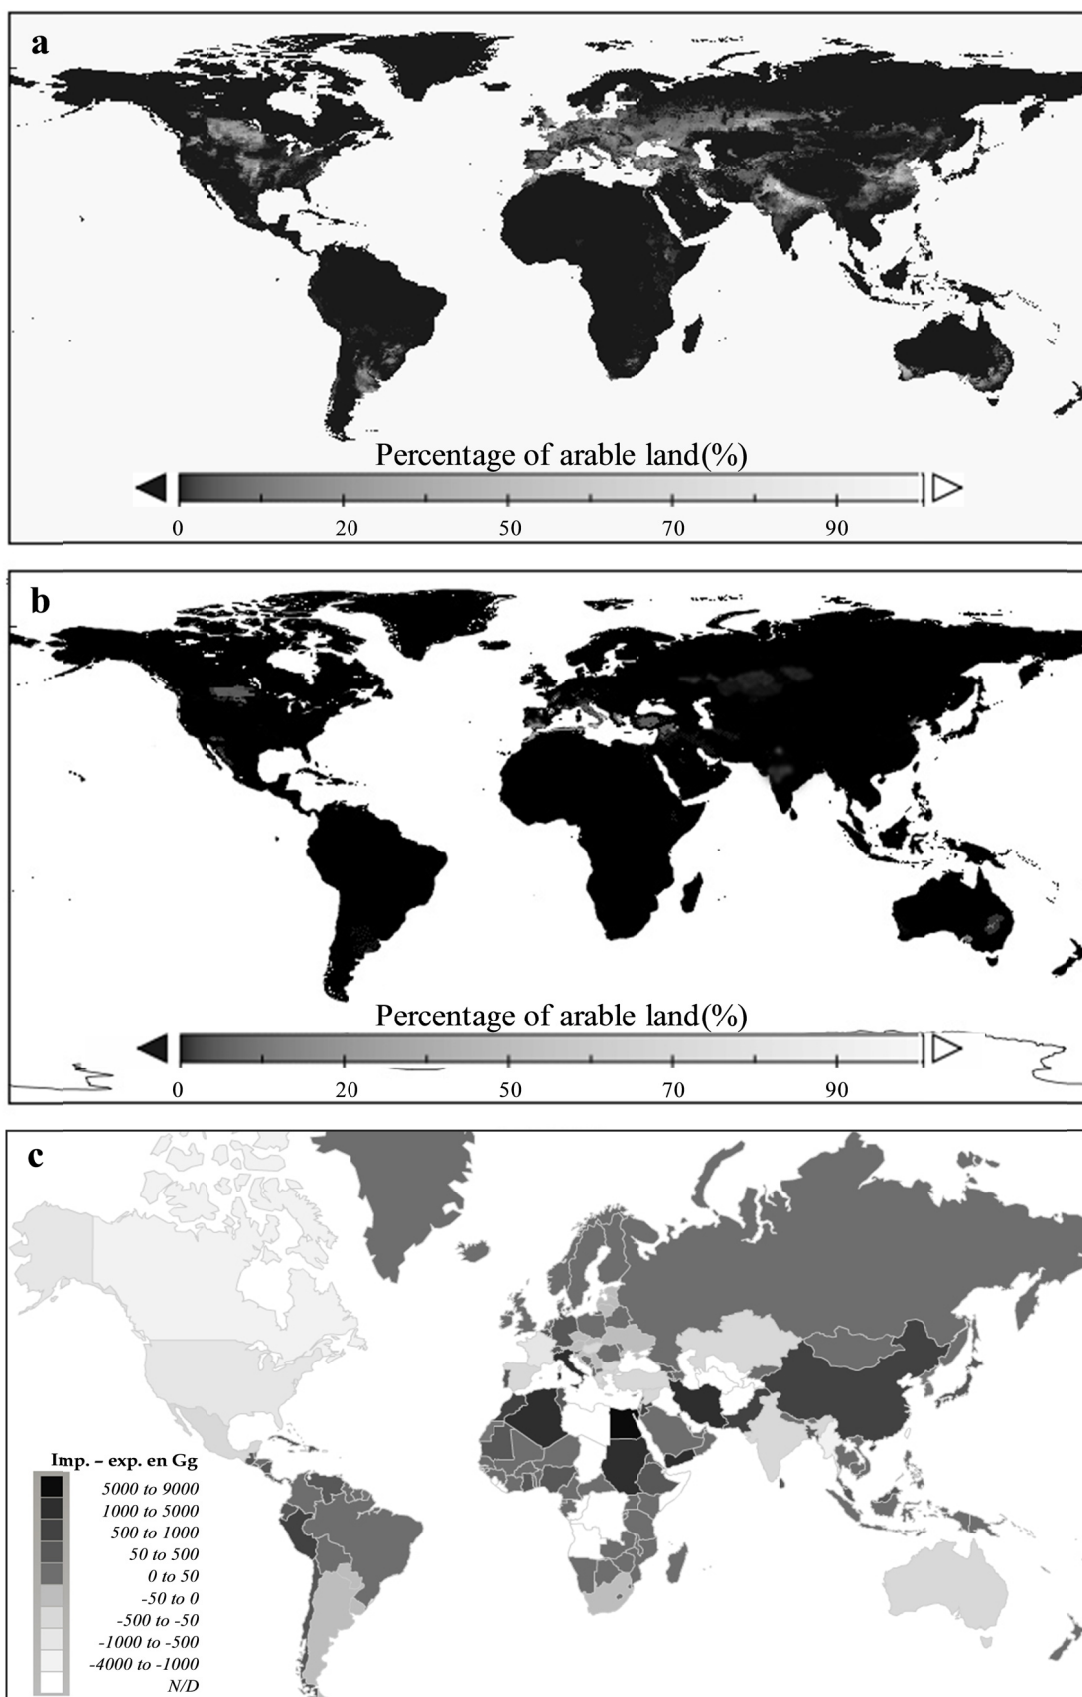 a
Percentage of arable land(%)
0 20 50 70 90
b
Percentage of arable land(%)
0 20 50 70 90
c
Imp. – exp. en Gg
5000 to 9000
1000 to 5000
500 to 1000
50 to 500
0 to 50
-50 to 0
-500 to -50
-1000 to -500
-4000 to -1000
N/D